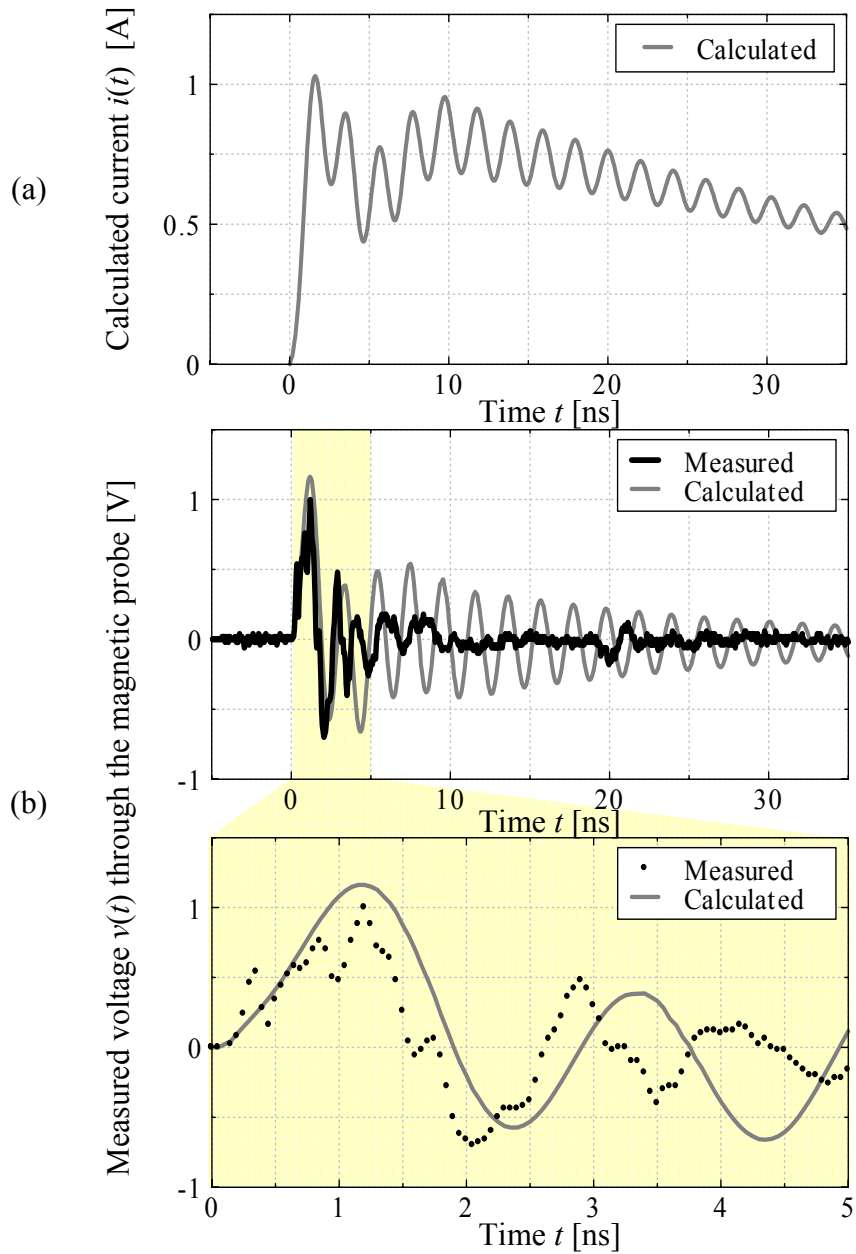 (a)
Calculated current i(t) [A]
Calculated
1
0.5
0
0 10 20 30
Time t [ns]
(b)
Measured voltage v(t) through the magnetic probe [V]
Measured
Calculated
1
0
-1
0 10 20 30
Time t [ns]
Measured
Calculated
1
0
-1
0 1 2 3 4 5
Time t [ns]